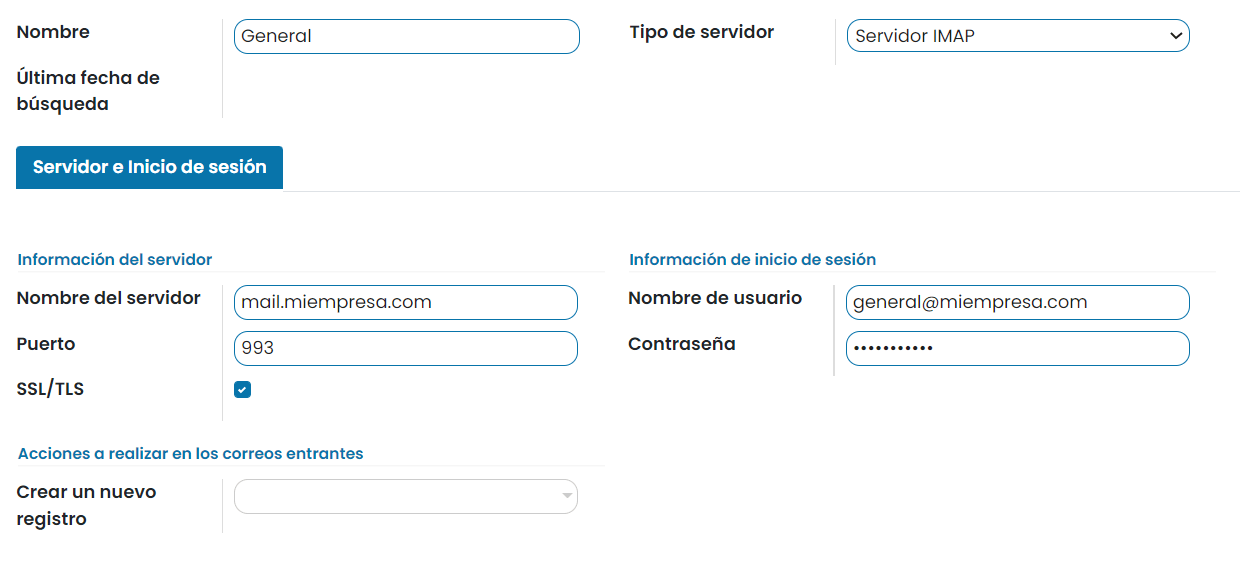 Nombre
General
Tipo de servidor
Servidor IMAP
Última fecha de
búsqueda
Servidor e Inicio de sesión
Información del servidor
Información de inicio de sesión
Nombre del servidor
mail.miempresa.com
Nombre de usuario
general@miempresa.com
Puerto
993
Contraseña
•••••••••••
SSL/TLS
Acciones a realizar en los correos entrantes
Crear un nuevo
registro